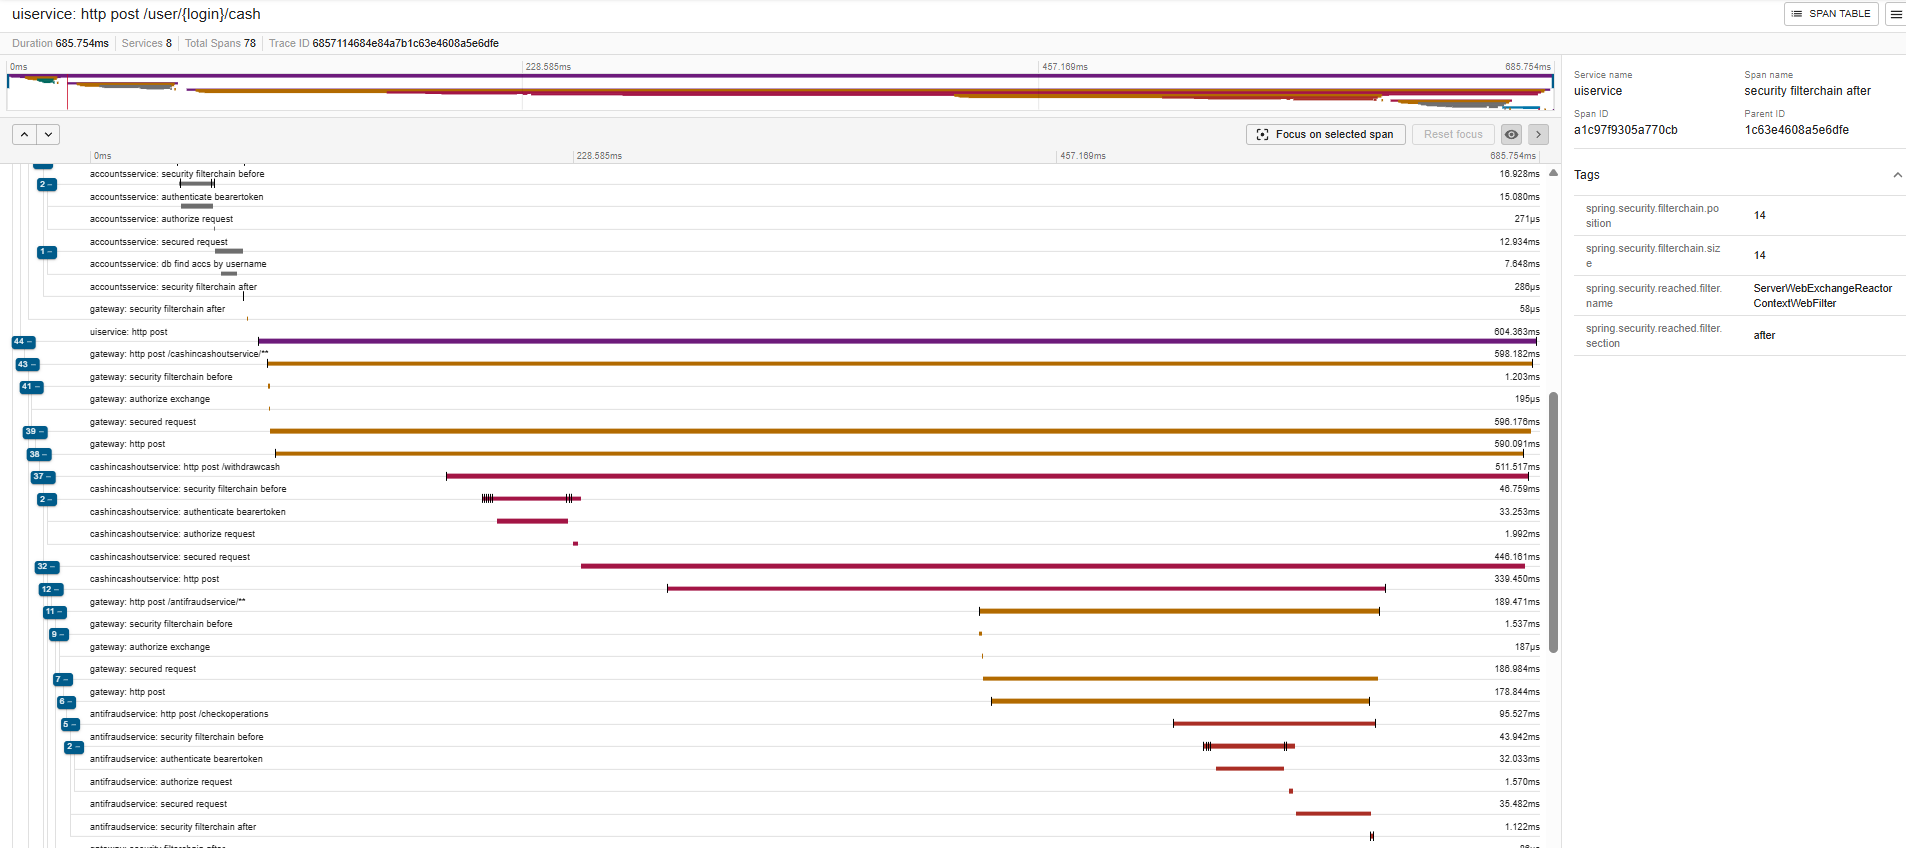 uiservice: http post /user/{login}/cash
SPAN TABLE
Duration 685.754ms Services 8 Total Spans 78 Trace ID 6857114684e84a7b1c63e4608a5e6dfe
0ms 228.585ms 457.169ms 685.754ms
Focus on selected span Reset focus
0ms 228.585ms 457.169ms 685.754ms
accountsservice: security filterchain before 16.928ms
2 −
accountsservice: authenticate bearertoken 15.080ms
accountsservice: authorize request 271μs
accountsservice: secured request 12.934ms
1 −
accountsservice: db find accs by username 7.648ms
accountsservice: security filterchain after 286μs
gateway: security filterchain after 58μs
uiservice: http post 604.363ms
44 −
gateway: http post /cashincashoutservice/** 598.182ms
43 −
gateway: security filterchain before 1.203ms
41 −
gateway: authorize exchange 195μs
gateway: secured request 596.176ms
39 −
gateway: http post 590.091ms
38 −
cashincashoutservice: http post /withdrawcash 511.517ms
37 −
cashincashoutservice: security filterchain before 46.759ms
2 −
cashincashoutservice: authenticate bearertoken 33.253ms
cashincashoutservice: authorize request 1.992ms
cashincashoutservice: secured request 446.161ms
32 −
cashincashoutservice: http post 339.450ms
12 −
gateway: http post /antifraudservice/** 189.471ms
11 −
gateway: security filterchain before 1.537ms
9 −
gateway: authorize exchange 187μs
gateway: secured request 186.984ms
7 −
gateway: http post 178.844ms
6 −
antifraudservice: http post /checkoperations 95.527ms
5 −
antifraudservice: security filterchain before 43.942ms
2 −
antifraudservice: authenticate bearertoken 32.033ms
antifraudservice: authorize request 1.570ms
antifraudservice: secured request 35.482ms
antifraudservice: security filterchain after 1.122ms
Service name Span name
uiservice security filterchain after
Span ID Parent ID
a1c97f9305a770cb 1c63e4608a5e6dfe
Tags
spring.security.filterchain.po
sition 14
spring.security.filterchain.siz
e 14
spring.security.reached.filter. ServerWebExchangeReactor
name ContextWebFilter
spring.security.reached.filter.
section after